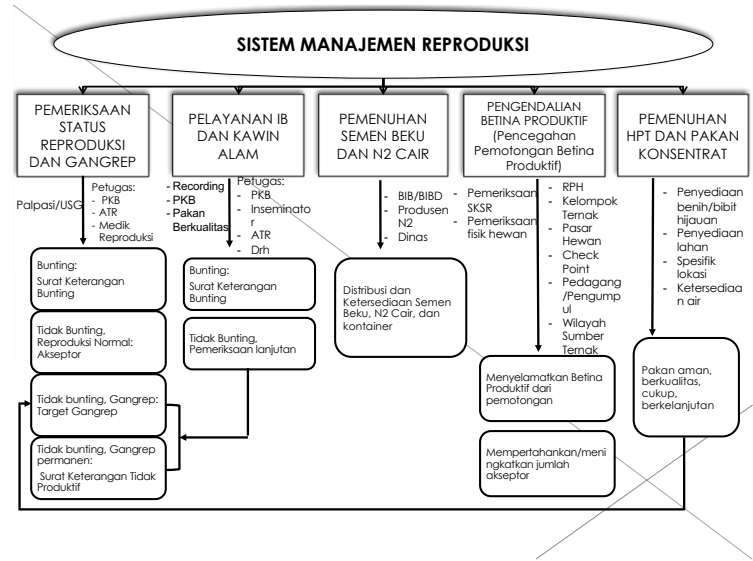 SISTEM MANAJEMEN REPRODUKSI
PEMERIKSAAN
STATUS
REPRODUKSI
DAN GANGREP
Palpasi/USG
Petugas:
- PKB
- ATR
- Medik
Reproduksi
Bunting:
Surat Keterangan
Bunting
Tidak Bunting,
Reproduksi Normal:
Akseptor
Tidak bunting, Gangrep:
Target Gangrep
Tidak bunting, Gangrep
permanen:
Surat Keterangan Tidak
Produktif
PELAYANAN IB
DAN KAWIN
ALAM
- Recording
- PKB
- Pakan
Berkualitas
Petugas:
- PKB
- Inseminato
r
- ATR
- Drh
Bunting:
Surat Keterangan
Bunting
Tidak Bunting,
Pemeriksaan lanjutan
PEMENUHAN
SEMEN BEKU
DAN N2 CAIR
- BIB/BIBD
- Produsen
N2
- Dinas
Distribusi dan
Ketersediaan Semen
Beku, N2 Cair, dan
kontainer
PENGENDALIAN
BETINA PRODUKTIF
(Pencegahan
Pemotongan Betina
Produktif)
- Pemeriksaan
SKSR
- Pemeriksaan
fisik hewan
- RPH
- Kelompok
Ternak
- Pasar
Hewan
- Check
Point
- Pedagang
/Pengump
ul
- Wilayah
Sumber
Ternak
Menyelamatkan Betina
Produktif dari
pemotongan
Mempertahankan/meni
ngkatkan jumlah
akseptor
PEMENUHAN
HPT DAN PAKAN
KONSENTRAT
- Penyediaan
benih/bibit
hijauan
- Penyediaan
lahan
- Spesifik
lokasi
- Ketersediaa
n air
Pakan aman,
berkualitas,
cukup,
berkelanjutan